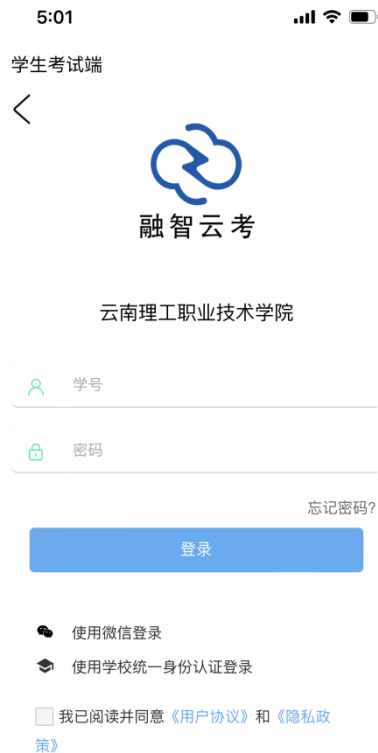 5:01
学生考试端
融智云考
云南理工职业技术学院
学号
密码
忘记密码?
登录
使用微信登录
使用学校统一身份认证登录
我已阅读并同意《用户协议》和《隐私政
策》